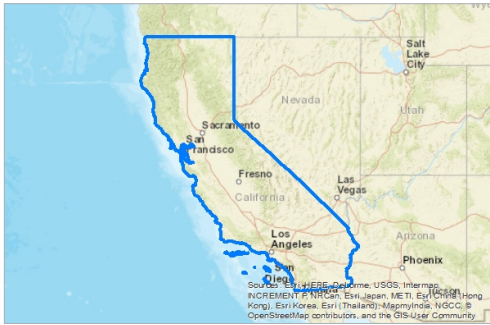 Salt
Lake
City
Nevada
Utah
Sacramento
San
Francisco
Fresno
California
Las
Vegas
Los
Angeles
Arizona
Phoenix
San
Diego
Tucson
Sources: Esri, HERE, DeLorme, USGS, Intermap,
INCREMENT P, NRCan, Esri Japan, METI, Esri China (Hong
Kong), Esri Korea, Esri (Thailand), MapmyIndia, NGCC, ©
OpenStreetMap contributors, and the GIS User Community